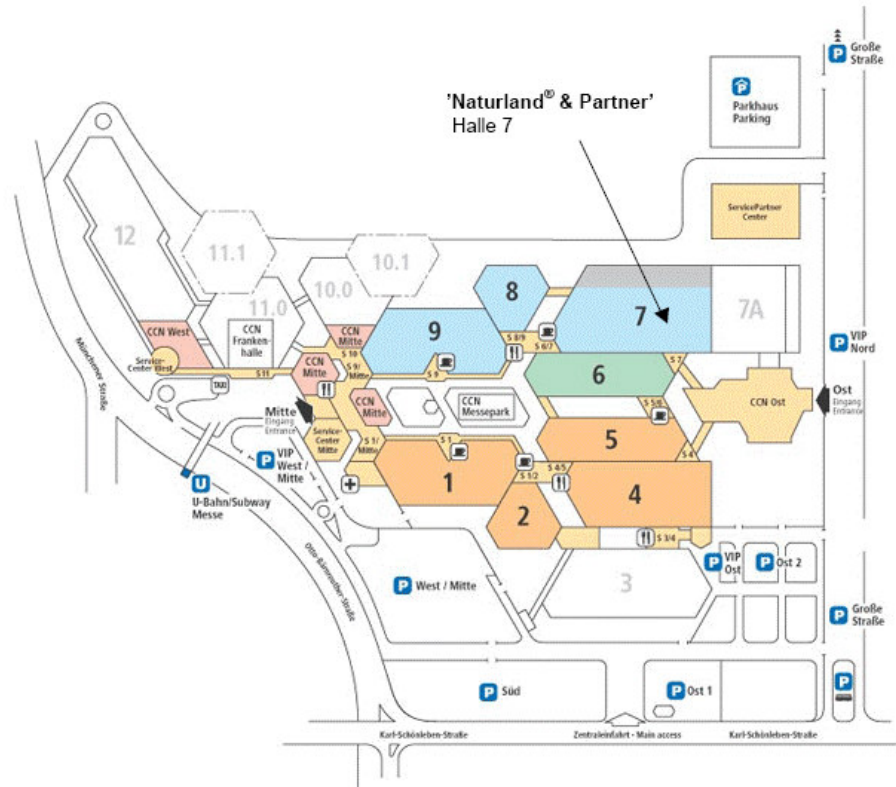 P Große
Straße
P
Parkhaus
Parking
'Naturland® & Partner'
Halle 7
ServicePartner
Center
12
11.1
10.1
10.0
11.0
8
7
7A
9
CCN West
CCN
Franken-
halle
CCN
Mitte
S 10
S 8/9
S 6/7
P VIP
Nord
Service-
Center West
S 11
TAXI
CCN
Mitte
S 9/
Mitte
S 9
6
S 7
Münchener Straße
Mitte
Eingang
Entrance
CCN
Mitte
CCN
Messepark
S 5/6
CCN Ost
Ost
Eingang
Entrance
Service-
Center
Mitte
S 1/
Mitte
S 1
5
S 4
P VIP
West /
Mitte
U
U-Bahn/Subway
Messe
1
S 5/2
S 4/5
4
2
S 3/4
Otto-Bärnreuther-Straße
P West / Mitte
3
P VIP
Ost
P Ost 2
P Große
Straße
P Süd
P Ost 1
P
Karl-Schönleben-Straße
Zentraleinfahrt - Main access
Karl-Schönleben-Straße